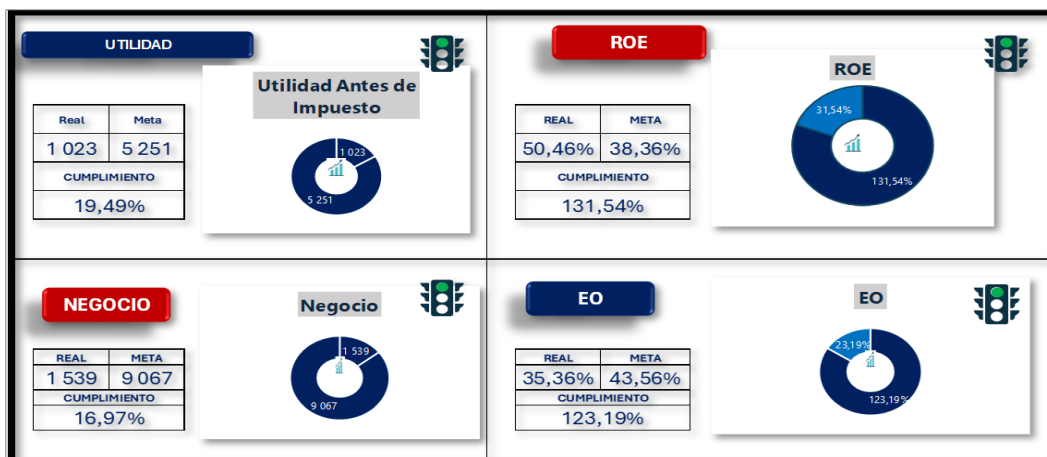 UTILIDAD
Utilidad Antes de
Impuesto
Real Meta
1 023 5 251
CUMPLIMIENTO
19,49%
1 023
5 251
ROE
ROE
REAL META
50,46% 38,36%
CUMPLIMIENTO
131,54%
31,54%
131,54%
NEGOCIO
Negocio
REAL META
1 539 9 067
CUMPLIMIENTO
16,97%
1 539
9 067
EO
EO
REAL META
35,36% 43,56%
CUMPLIMIENTO
123,19%
23,19%
123,19%